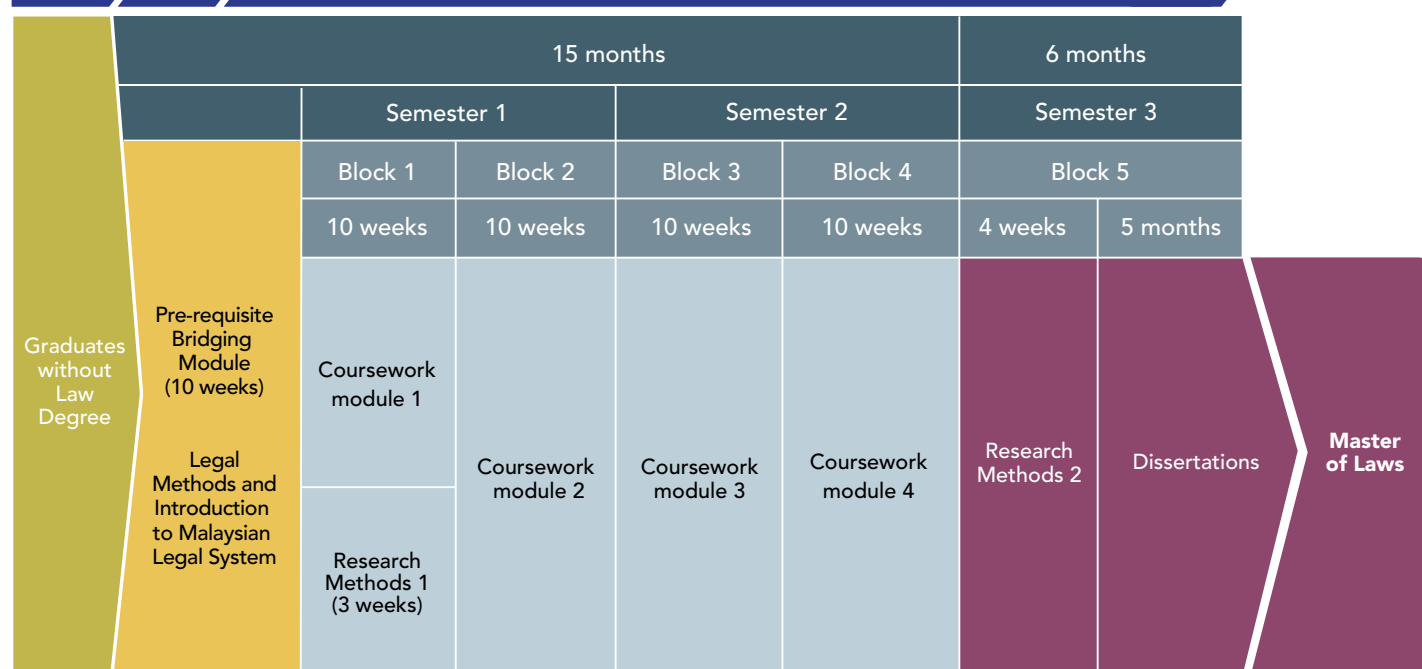 15 months
6 months
Semester 1
Semester 2
Semester 3
Block 1
Block 2
Block 3
Block 4
Block 5
10 weeks
10 weeks
10 weeks
10 weeks
4 weeks
5 months
Graduates
without
Law
Degree
Pre-requisite
Bridging
Module
(10 weeks)
Legal
Methods and
Introduction
to Malaysian
Legal System
Coursework
module 1
Research
Methods 1
(3 weeks)
Coursework
module 2
Coursework
module 3
Coursework
module 4
Research
Methods 2
Dissertations
Master
of Laws